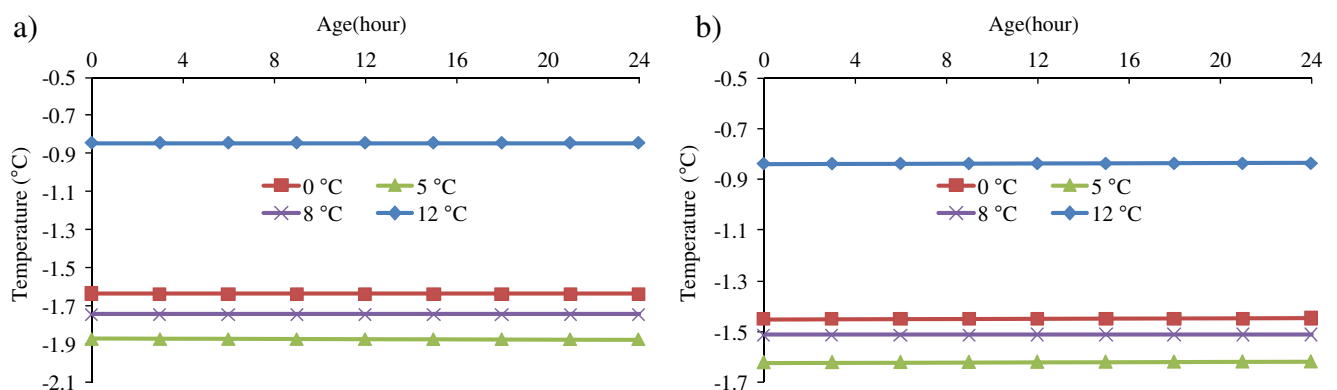 a)
Age(hour)
0 4 8 12 16 20 24
-0.5
-0.7
-0.9
-1.1
-1.3
-1.5
-1.7
-1.9
-2.1
Temperature (°C)
0 °C 5 °C
8 °C 12 °C
b)
Age(hour)
0 4 8 12 16 20 24
-0.5
-0.7
-0.9
-1.1
-1.3
-1.5
-1.7
Temperature (°C)
0 °C 5 °C
8 °C 12 °C